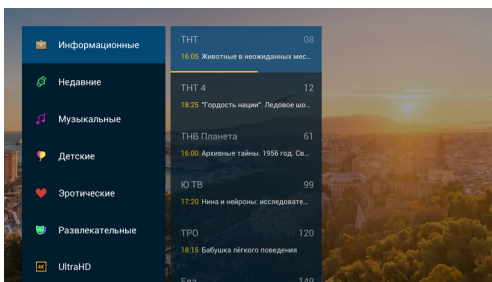 Информационные
Недавние
Музыкальные
Детские
Эротические
Развлекательные
4K UltraHD
ТНТ 08
16:05 Животные в неожиданных мес...
ТНТ 4 12
18:25 "Гордость нации". Ледовое шо...
ТНВ Планета 61
16:00 Архивные тайны. 1956 год. Св...
Ю ТВ 99
17:20 Нина и нейроны: исследовате...
ТРО 120
18:15 Бабушка лёгкого поведения
Еда 149